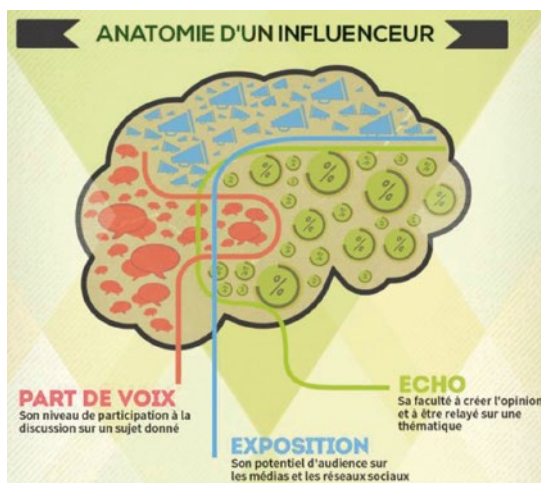 ANATOMIE D'UN INFLUENCEUR
%
%
%
%
%
%
%
%
%
PART DE VOIX
Son niveau de participation à la
discussion sur un sujet donné
ECHO
Sa faculté à créer l'opinion
et à être relayé sur une
thématique
EXPOSITION
Son potentiel d'audience sur
les médias et les réseaux sociaux